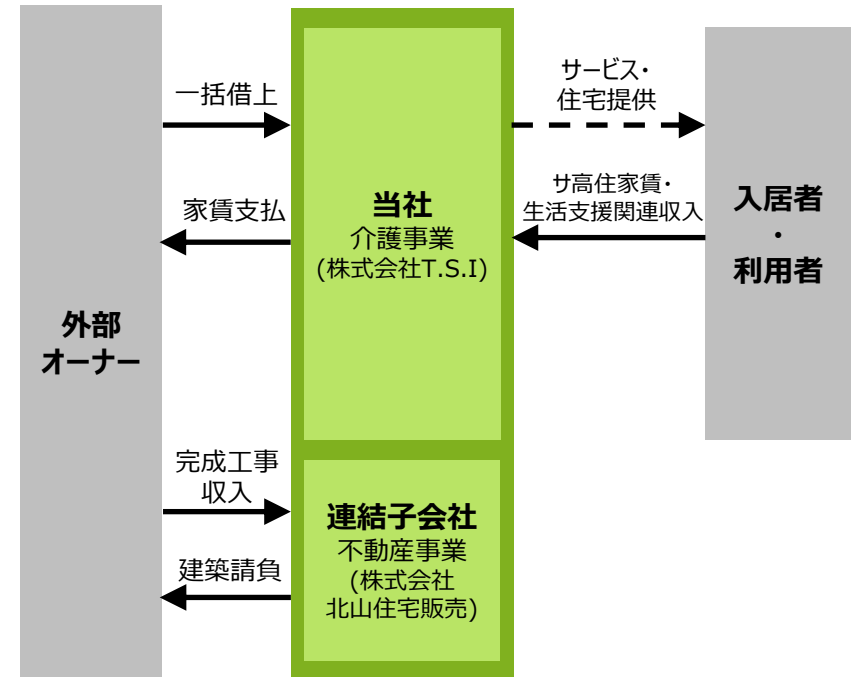 外部
オーナー
一括借上
家賃支払
完成工事
収入
建築請負
当社
介護事業
(株式会社T.S.I)
連結子会社
不動産事業
(株式会社
北山住宅販売)
サービス・
住宅提供
サ高住家賃・
生活支援関連収入
入居者
・
利用者